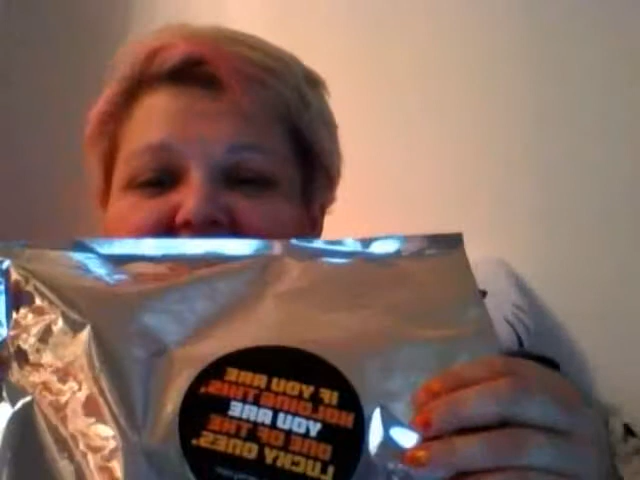 IF YOU ARE
HOLDING THIS,
YOU ARE
ONE OF THE
LUCKY ONES.